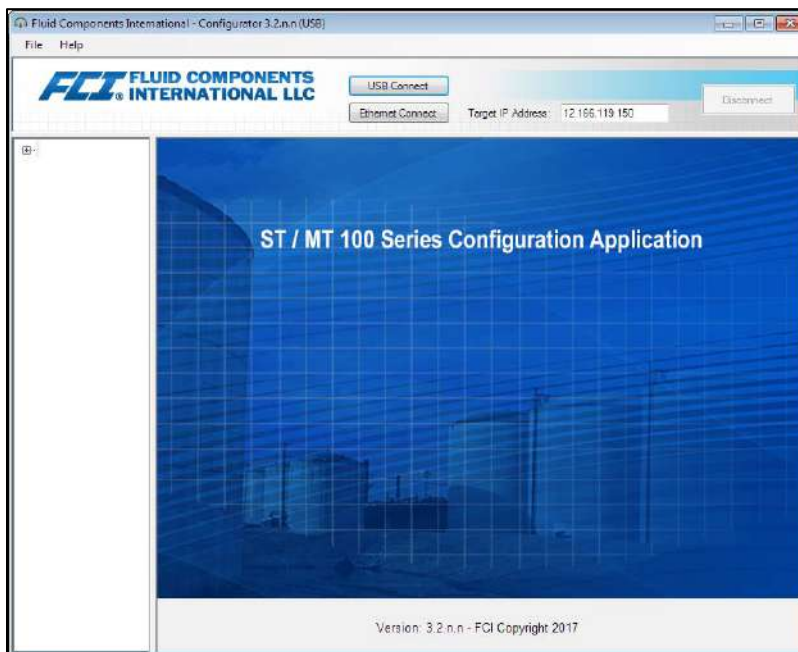 Fluid Components International - Configurator 3.2.n.n (USB)
File Help
FCI FLUID COMPONENTS
® INTERNATIONAL LLC
USB Connect
Ethernet Connect Target IP Address: 12.166.119.150 Disconnect
ST / MT 100 Series Configuration Application
Version: 3.2.n.n - FCI Copyright 2017